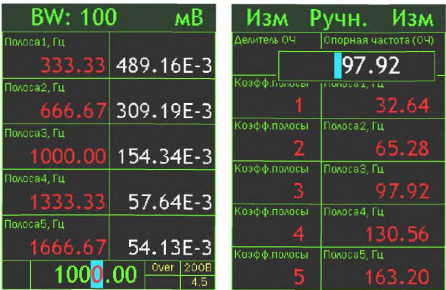 BW: 100 мВ
Полоса1, Гц
333.33 489.16E-3
Полоса2, Гц
666.67 309.19E-3
Полоса3, Гц
1000.00 154.34E-3
Полоса4, Гц
1333.33 57.64E-3
Полоса5, Гц
1666.67 54.13E-3
1000.00 Over 200В
4.5
Изм Ручн. Изм
Делитель ОЧ Опорная частота (ОЧ)
97.92
Коэфф.полосы Полоса1, Гц
1 32.64
Коэфф.полосы Полоса2, Гц
2 65.28
Коэфф.полосы Полоса3, Гц
3 97.92
Коэфф.полосы Полоса4, Гц
4 130.56
Коэфф.полосы Полоса5, Гц
5 163.20